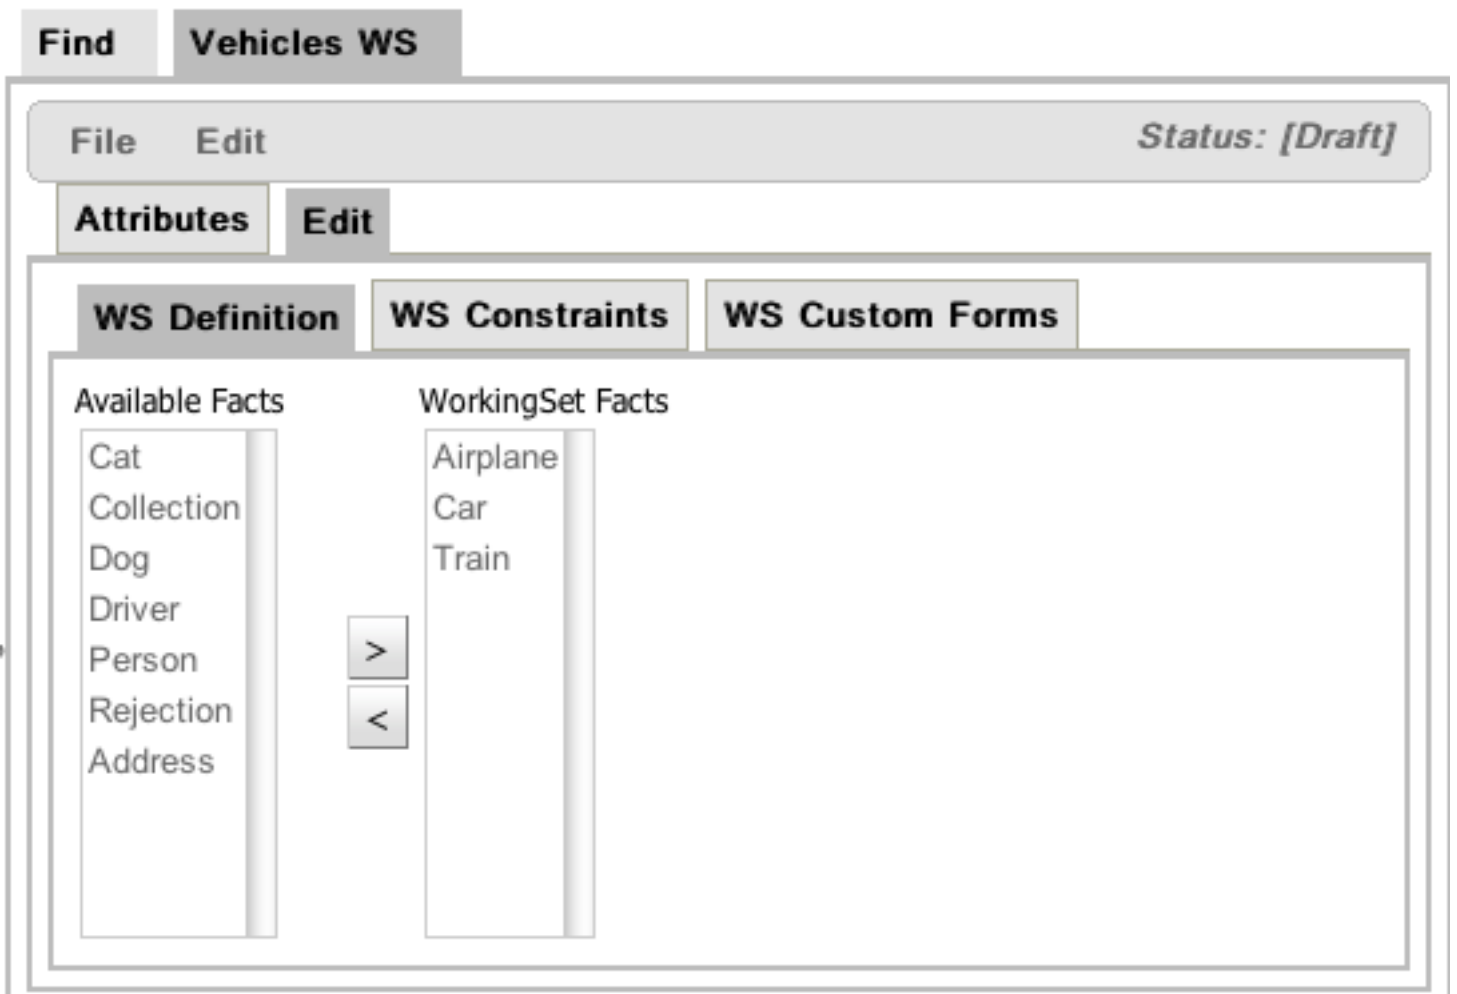 Find Vehicles WS
File Edit Status: [Draft]
Attributes Edit
WS Definition WS Constraints WS Custom Forms
Available Facts WorkingSet Facts
Cat Airplane
Collection Car
Dog Train
Driver
Person
Rejection
Address
>
<